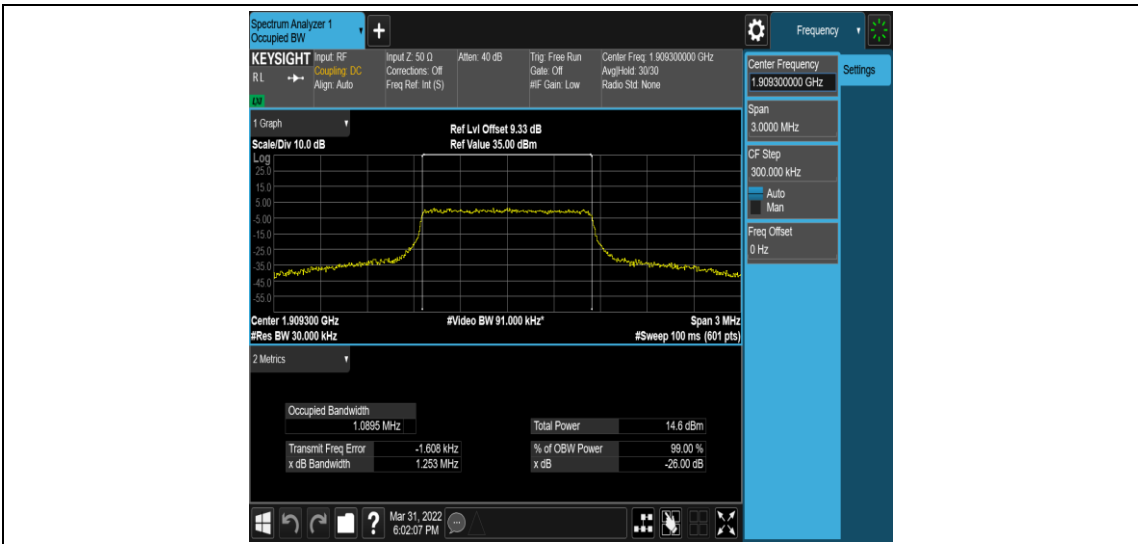 Spectrum Analyzer 1
Occupied BW
+
Frequency
KEYSIGHT
Input: RF
Coupling: DC
Align: Auto
Input Z: 50 Ω
Corrections: Off
Freq Ref: Int (S)
Atten: 40 dB
Trig: Free Run
Gate: Off
#IF Gain: Low
Center Freq: 1.909300000 GHz
Avg|Hold: 30/30
Radio Std: None
RL
LXI
Center Frequency
1.909300000 GHz
Settings
Span
3.0000 MHz
CF Step
300.000 kHz
Auto
Man
Freq Offset
0 Hz
1 Graph
Scale/Div 10.0 dB
Ref Lvl Offset 9.33 dB
Ref Value 35.00 dBm
Log
25.0
15.0
5.00
-5.00
-15.0
-25.0
-35.0
-45.0
-55.0
Center 1.909300 GHz
#Video BW 91.000 kHz*
Span 3 MHz
#Res BW 30.000 kHz
#Sweep 100 ms (601 pts)
2 Metrics
Occupied Bandwidth
1.0895 MHz
Total Power 14.6 dBm
Transmit Freq Error -1.608 kHz
% of OBW Power 99.00 %
x dB Bandwidth 1.253 MHz
x dB -26.00 dB
?
Mar 31, 2022
6:02:07 PM